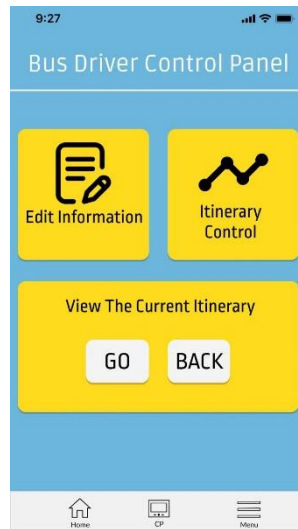 9:27
Bus Driver Control Panel
Edit Information
Itinerary
Control
View The Current Itinerary
GO BACK
Home CP Menu